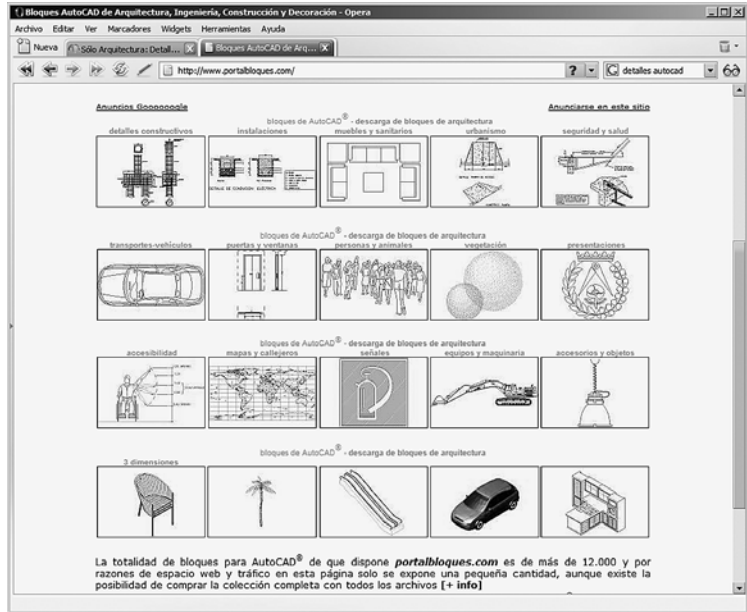 Bloques AutoCAD de Arquitectura, Ingeniería, Construcción y Decoración - Opera
Archivo Editar Ver Marcadores Widgets Herramientas Ayuda
Nueva Sólo Arquitectura: Detall... Bloques AutoCAD de Arq...
http://www.portalbloques.com/ ? G detalles autocad
Anuncios Goooooogle Anunciarse en este sitio
bloques de AutoCAD® - descarga de bloques de arquitectura
detalles constructivos instalaciones muebles y sanitarios urbanismo seguridad y salud
bloques de AutoCAD® - descarga de bloques de arquitectura
transportes-vehículos puertas y ventanas personas y animales vegetación presentaciones
bloques de AutoCAD® - descarga de bloques de arquitectura
accesibilidad mapas y callejeros señales equipos y maquinaria accesorios y objetos
bloques de AutoCAD® - descarga de bloques de arquitectura
3 dimensiones
La totalidad de bloques para AutoCAD® de que dispone portalbloques.com es de más de 12.000 y por
razones de espacio web y tráfico en esta página solo se expone una pequeña cantidad, aunque existe la
posibilidad de comprar la colección completa con todos los archivos [+ info]